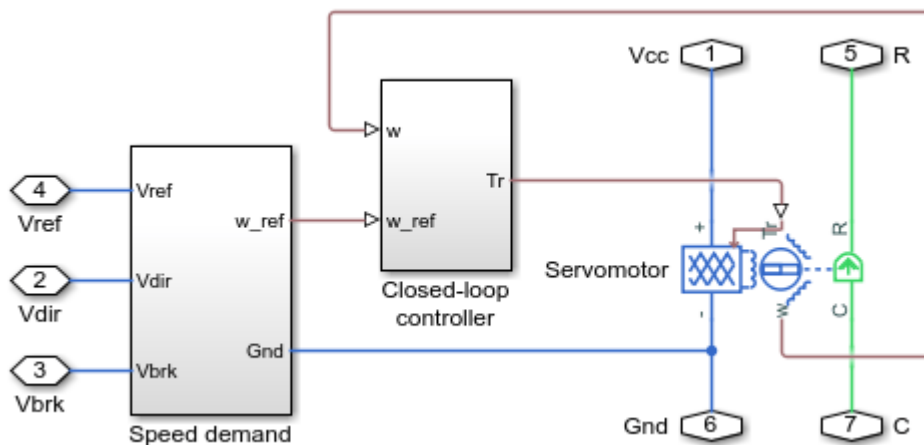 Vcc 1
5 R
w
Tr
w_ref
4
Vref
Vref
w_ref
Tr
R
+
2
Vdir
Vdir
Servomotor
Closed-loop
controller
-
w
C
3
Vbrk
Vbrk
Gnd
Gnd 6
7 C
Speed demand